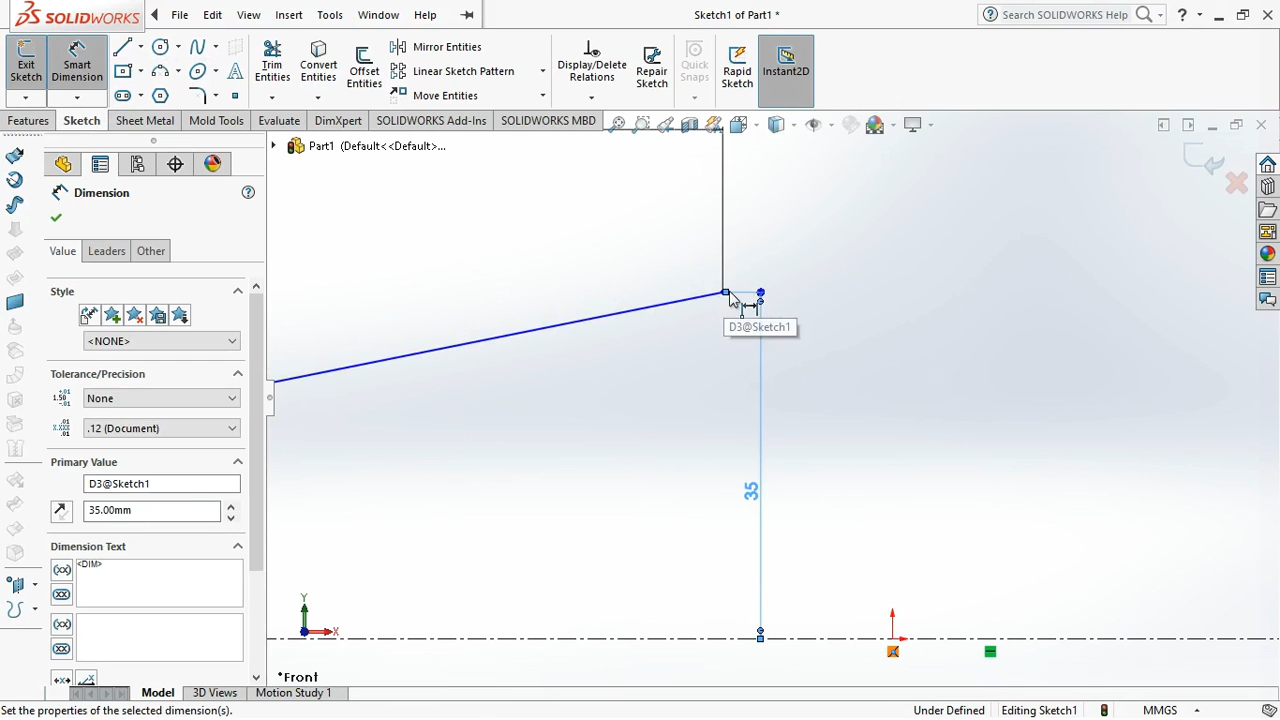 SOLIDWORKS
File
Edit
View
Insert
Tools
Window
Help
Sketch1 of Part1 *
Search SOLIDWORKS Help
?
Exit Sketch
Smart Dimension
Trim Entities
Convert Entities
Offset Entities
Mirror Entities
Linear Sketch Pattern
Move Entities
Display/Delete Relations
Repair Sketch
Quick Snaps
Rapid Sketch
Instant2D
Features
Sketch
Sheet Metal
Mold Tools
Evaluate
DimXpert
SOLIDWORKS Add-Ins
SOLIDWORKS MBD
Part1 (Default<<Default>...
Dimension
Value
Leaders
Other
Style
<NONE>
Tolerance/Precision
None
.12 (Document)
Primary Value
D3@Sketch1
35.00mm
Dimension Text
<DIM>
D3@Sketch1
35
Y
X
*Front
Model
3D Views
Motion Study 1
Set the properties of the selected dimension(s).
Under Defined
Editing Sketch1
MMGS